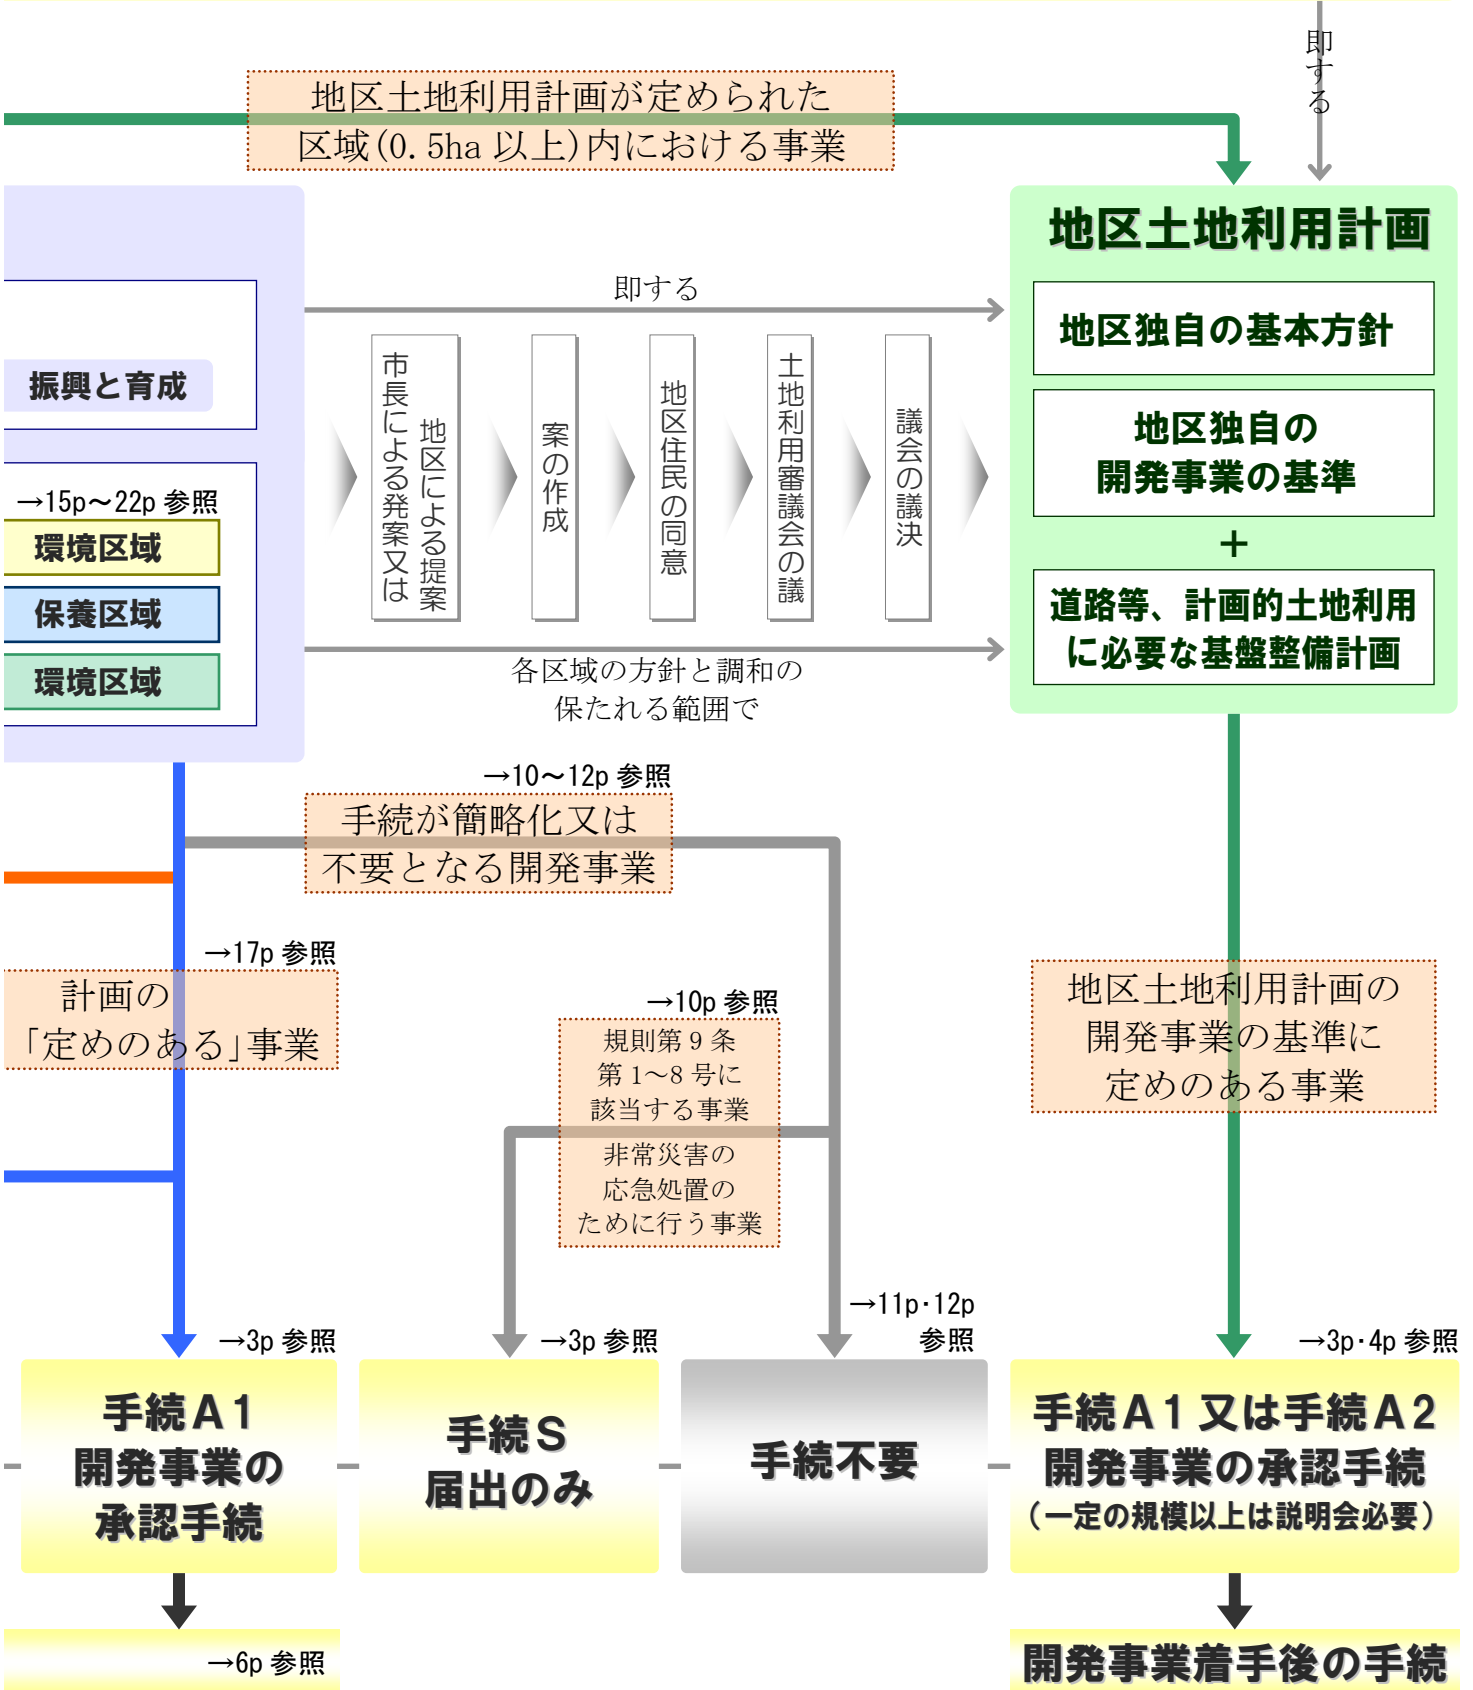 即する
地区土地利用計画が定められた
区域(0.5ha 以上)内における事業
地区土地利用計画
即する
地区独自の基本方針
振興と育成
市長による発案又は
地区による提案
案の作成
地区住民の同意
土地利用審議会の議
議会の議決
地区独自の
開発事業の基準
+
道路等、計画的土地利用
に必要な基盤整備計画
→15p～22p 参照
環境区域
保養区域
環境区域
各区域の方針と調和の
保たれる範囲で
→10～12p 参照
手続が簡略化又は
不要となる開発事業
→17p 参照
計画の
「定めのある」事業
→10p 参照
規則第 9 条
第 1～8 号に
該当する事業
非常災害の
応急処置の
ために行う事業
地区土地利用計画の
開発事業の基準に
定めのある事業
→3p 参照
→3p 参照
→11p・12p
参照
→3p・4p 参照
手続Ａ１
開発事業の
承認手続
手続Ｓ
届出のみ
手続不要
手続Ａ１又は手続Ａ２
開発事業の承認手続
（一定の規模以上は説明会必要）
→6p 参照
開発事業着手後の手続